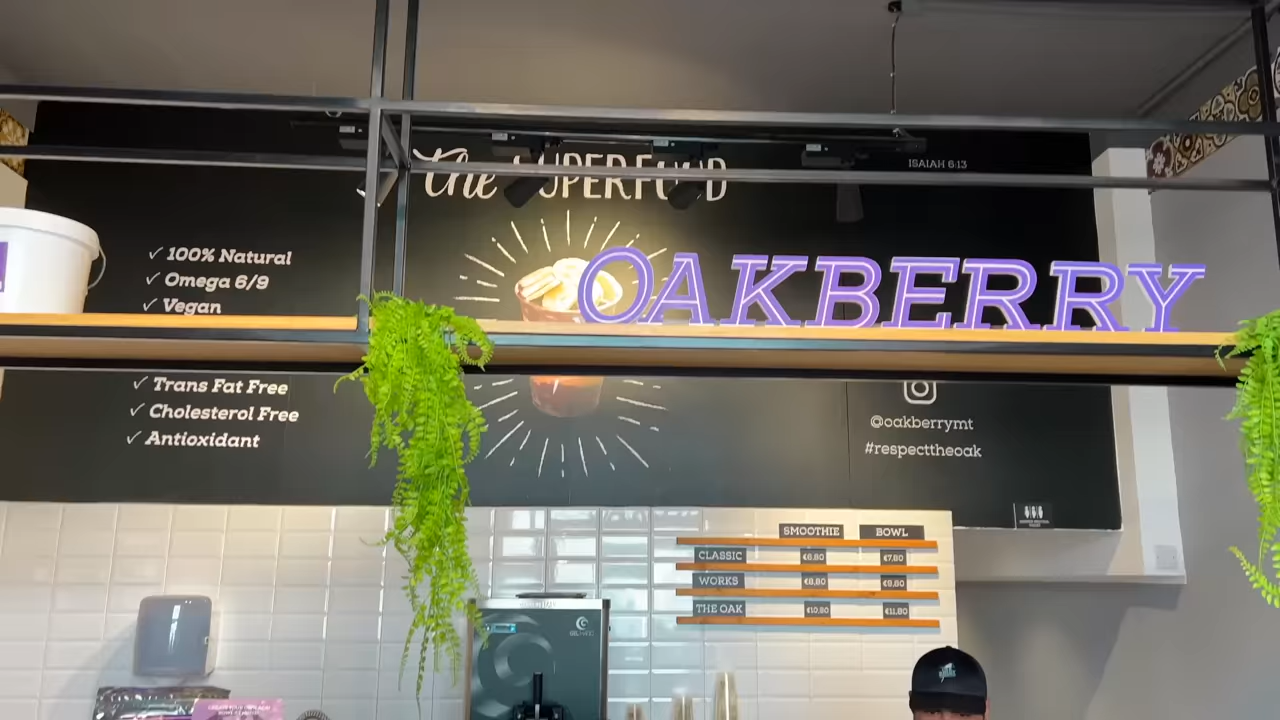 The SUPERFOOD
ISAIAH 6:13
✓ 100% Natural
✓ Omega 6/9
✓ Vegan
OAKBERRY
✓ Trans Fat Free
✓ Cholesterol Free
✓ Antioxidant
@oakberrymt
#respecttheoak
SMOOTHIE BOWL
CLASSIC €6,80 €7,80
WORKS €8,80 €9,80
THE OAK €10,80 €11,80